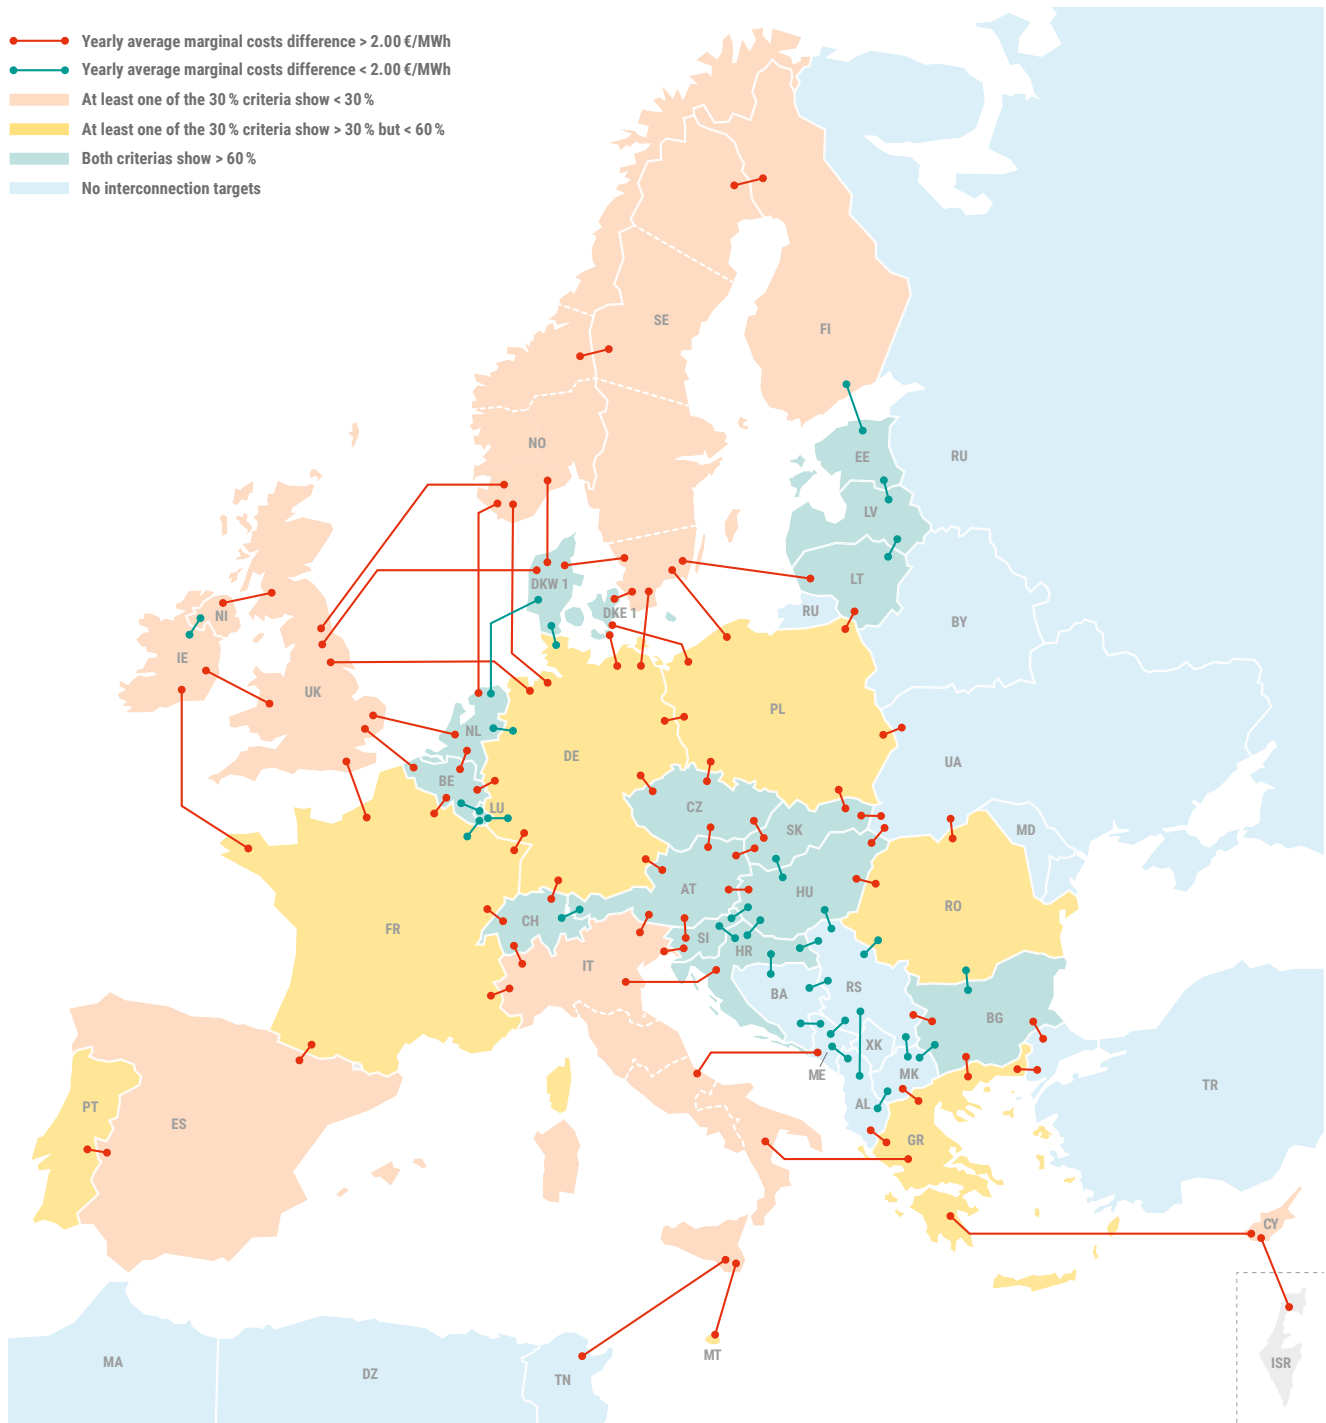 Yearly average marginal costs difference > 2.00 €/MWh
Yearly average marginal costs difference < 2.00 €/MWh
At least one of the 30 % criteria show < 30 %
At least one of the 30 % criteria show > 30 % but < 60 %
Both criterias show > 60 %
No interconnection targets
SE
FI
NO
EE
RU
LV
LT
DKW 1
RU
DKE 1
NI
BY
IE
UK
PL
NL
DE
UA
BE
LU
CZ
SK
MD
AT
HU
RO
CH
FR
SI
HR
IT
BA
RS
BG
XK
ME
MK
TR
AL
PT
ES
GR
CY
MT
MA
DZ
TN
ISR